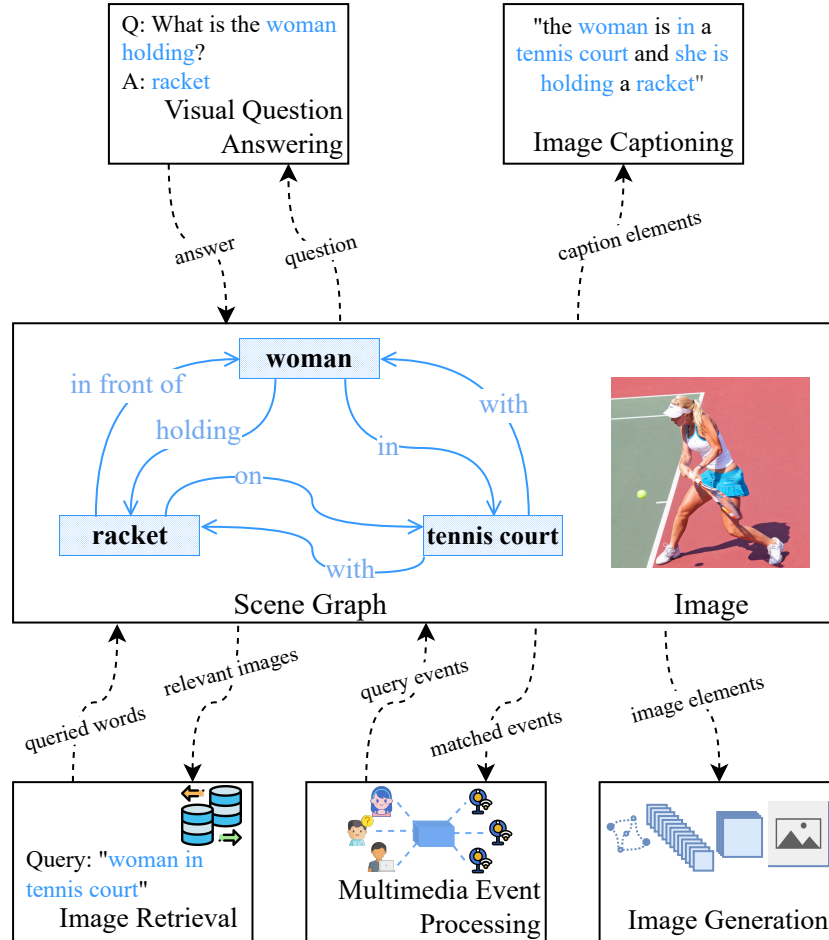 Q: What is the woman
holding?
A: racket
Visual Question
Answering
"the woman is in a
tennis court and she is
holding a racket"
Image Captioning
answer
question
caption elements
woman
in front of
with
holding
in
on
racket
tennis court
with
Scene Graph
Image
queried words
relevant images
query events
matched events
image elements
Query: "woman in
tennis court"
Image Retrieval
Multimedia Event
Processing
Image Generation